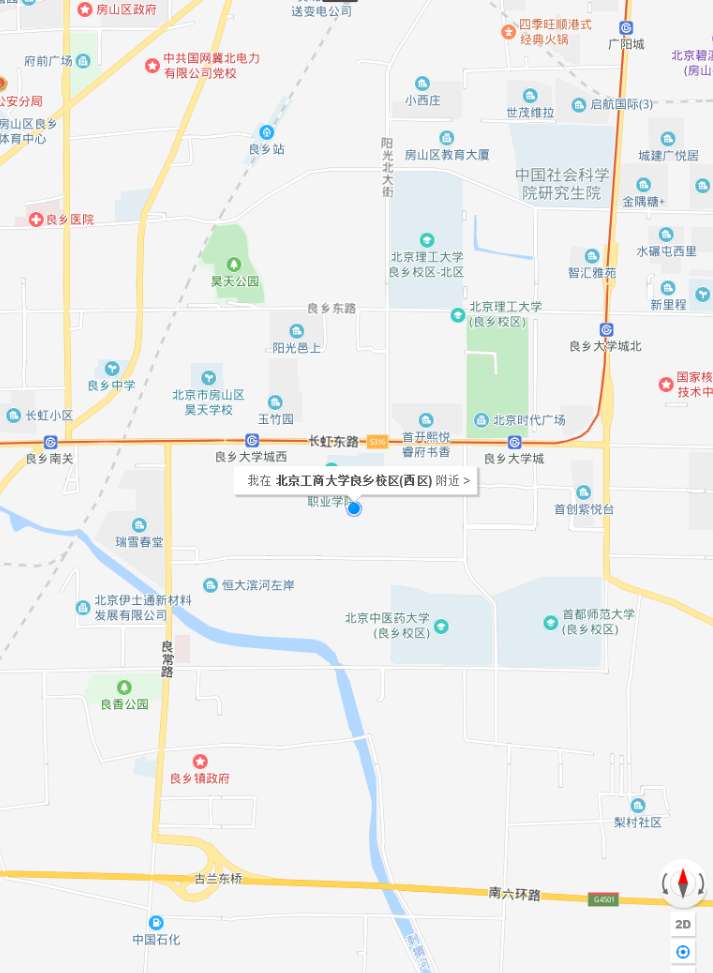 房山区政府
送变电公司
四季旺顺港式
经典火锅
广阳城
府前广场
中共国网冀北电力
有限公司党校
北京碧
(房山
公安分局
小西庄
世茂维拉
启航国际(3)
房山区良乡
体育中心
良乡站
阳光北大街
房山区教育大厦
城建广悦居
中国社会科学
院研究生院
金隅糖+
良乡医院
北京理工大学
良乡校区-北区
水碾屯西里
智汇雅苑
昊天公园
新里程
良乡东路
北京理工大学
(良乡校区)
阳光邑上
良乡大学城北
良乡中学
北京市房山区
昊天学校
国家核
技术中
玉竹园
长虹小区
首开熙悦
睿府书香
北京时代广场
长虹东路
S316
良乡南关
良乡大学城西
良乡大学城
我在 北京工商大学良乡校区(西区) 附近 >
职业学院
首创紫悦台
瑞雪春堂
恒大滨河左岸
北京伊士通新材料
发展有限公司
北京中医药大学
(良乡校区)
首都师范大学
(良乡校区)
良常路
良香公园
良乡镇政府
梨村社区
古兰东桥
南六环路
G4501
2D
中国石化